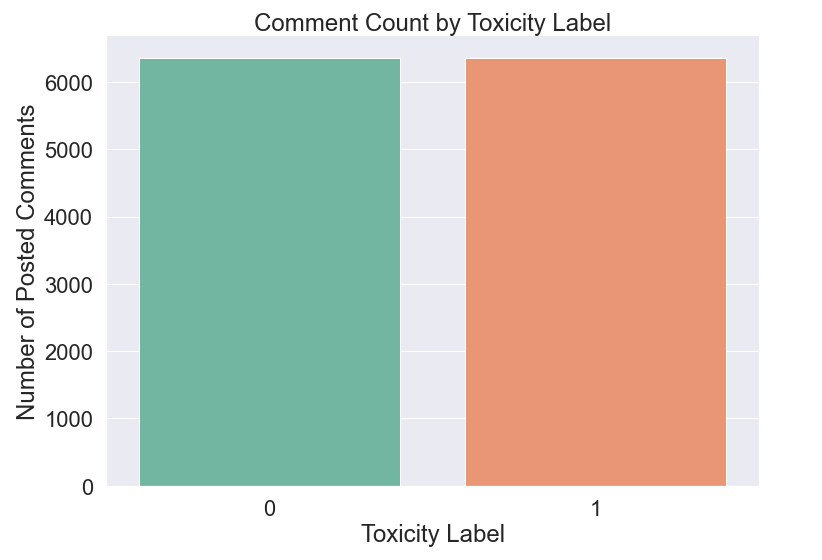 Comment Count by Toxicity Label
Number of Posted Comments
6000
5000
4000
3000
2000
1000
0
0 1
Toxicity Label